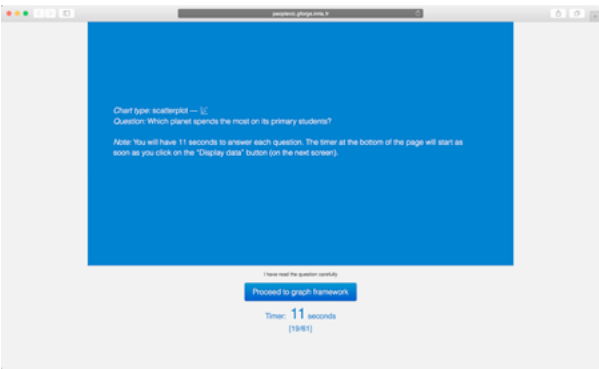 peoplevic.gforge.inria.fr
Chart type: scatterplot —
Question: Which planet spends the most on its primary students?
Note: You will have 11 seconds to answer each question. The timer at the bottom of the page will start as
soon as you click on the "Display data" button (on the next screen).
I have read the question carefully
Proceed to graph framework
Timer: 11 seconds
[19/61]